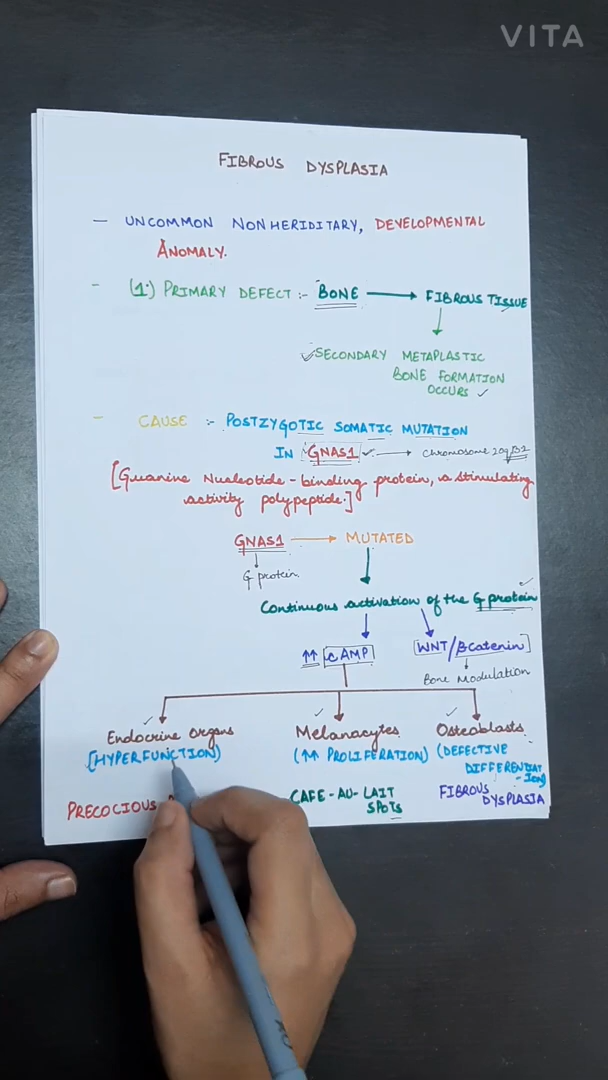 VITA
FIBROUS DYSPLASIA
- UNCOMMON NONHERIDITARY, DEVELOPMENTAL
ANOMALY.
- (1.) PRIMARY DEFECT :- BONE → FIBROUS TISSUE
SECONDARY METAPLASTIC
BONE FORMATION
OCCURS
- CAUSE :- POSTZYGOTIC SOMATIC MUTATION
IN GNAS1 → Chromosome 20q13
[Guanine Nucleotide-binding protein, α stimulating
activity polypeptide.]
GNAS1 → MUTATED
G protein
Continuous activation of the G protein
↑↑ cAMP WNT/βcatenin
Bone Modulation
Endocrine organs Melanocytes Osteoblasts
[HYPERFUNCTION) (↑↑ PROLIFERATION) (DEFECTIVE
DIFFERENTIAT
-ION)
PRECOCIOUS CAFE-AU-LAIT FIBROUS
SPOTS DYSPLASIA